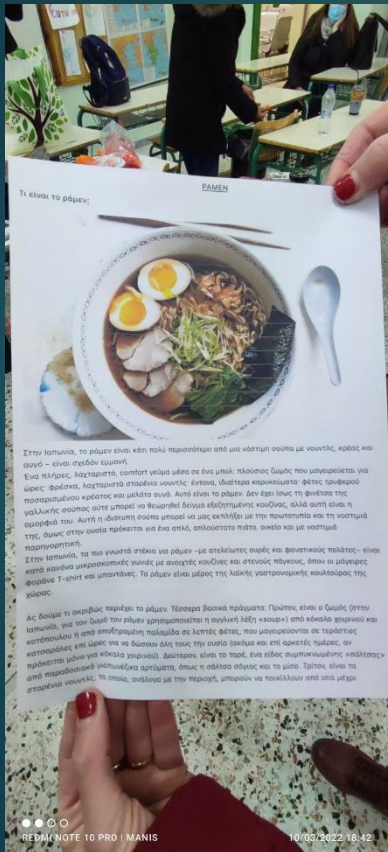 ΡΑΜΕΝ
Τι είναι το ράμεν;
Στην Ιαπωνία, το ράμεν είναι κάτι πολύ περισσότερο από μια νόστιμη σούπα με νουντλς, κρέας και
αυγό – είναι σχεδόν εμμονή.
Ένα πλήρες, λαχταριστό, comfort γεύμα μέσα σε ένα μπολ: πλούσιος ζωμός που μαγειρεύεται για
ώρες· φρέσκα, λαχταριστά σταρένια νουντλς· έντονα, ιδιαίτερα καρυκεύματα· φέτες τρυφερού
ποσαρισμένου κρέατος και μελάτα αυνά. Αυτό είναι το ράμεν. Δεν έχει ίσως τη φινέτσα της
γαλλικής σούπας ούτε μπορεί να θεωρηθεί δείγμα εξεζητημένης κουζίνας, αλλά αυτή είναι η
ομορφιά του. Αυτή η ιδιότυπη σούπα μπορεί να μας εκπλήξει με την πρωτοτυπία και τη νοστιμιά
της, όμως στην ουσία πρόκειται για ένα απλό, απλούστατο πιάτο, οικείο και με νοστιμιά
παρηγορητική.
Στην Ιαπωνία, τα πιο γνωστά στέκια για ράμεν –με ατελείωτες ουρές και φανατικούς πελάτες– είναι
κατά κανόνα μικροσκοπικές γωνιές με ανοιχτές κουζίνες και στενούς πάγκους, όπου οι μάγειρες
φοράνε T-shirt και μπαντάνες. Τα ράμεν είναι μέρος της λαϊκής γαστρονομικής κουλτούρας της
χώρας.
Ας δούμε τι ακριβώς περιέχει το ράμεν. Τέσσερα βασικά πράγματα: Πρώτον, είναι ο ζωμός (στην
Ιαπωνία, για τον ζωμό του ράμεν χρησιμοποιείται η αγγλική λέξη «soup») από κόκαλα χοιρινού και
κοτόπουλου ή από αποξηραμένη παλαμίδα σε λεπτές φέτες, που μαγειρεύονται σε τεράστιες
κατσαρόλες επί ώρες για να δώσουν όλη τους την ουσία (ακόμα και επί αρκετές ημέρες, αν
πρόκειται μόνο για κόκαλα χοιρινού). Δεύτερον, είναι το ταρέ, ένα είδος συμπυκνωμένης «σάλτσας»
από παραδοσιακά γιαπωνέζικα αρτύματα, όπως η σάλτσα σόγιας και το μίσο. Τρίτον, είναι τα
σταρένια νουντλς, τα οποία, ανάλογα με την περιοχή, μπορούν να ποικίλλουν από ίσια μέχρι
REDMI NOTE 10 PRO | MANIS
10/03/2022 18:42